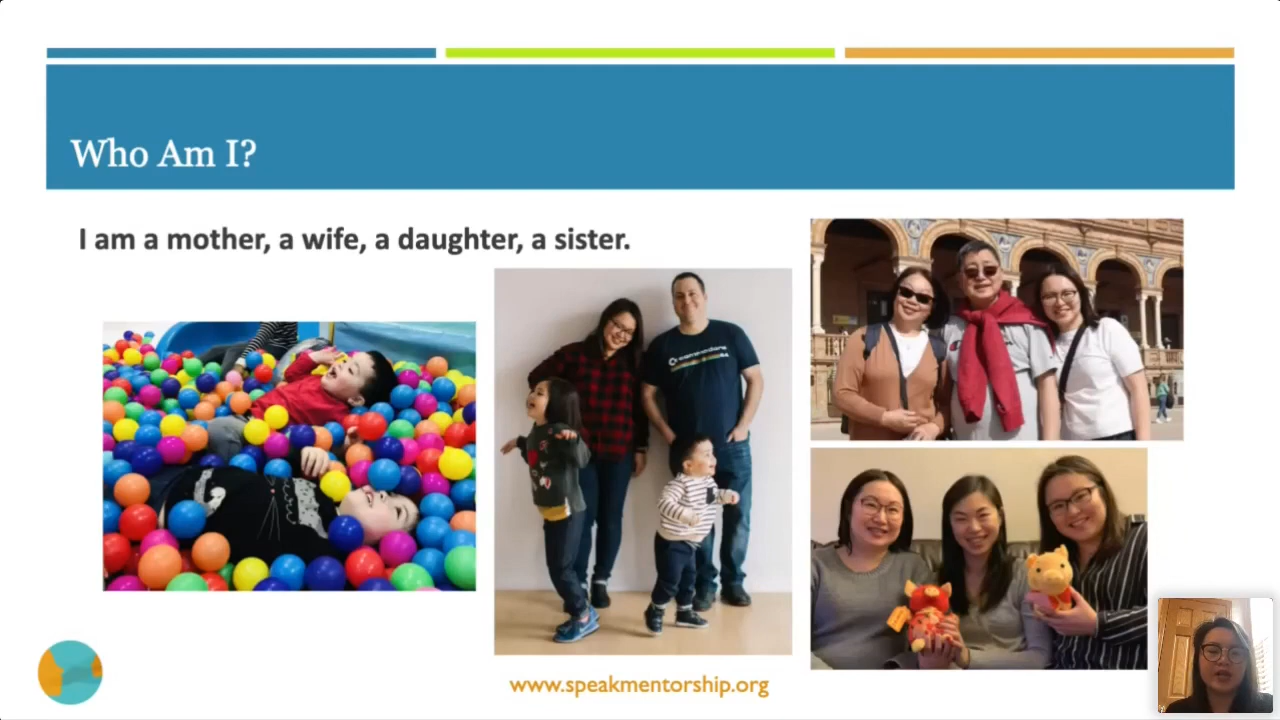 Who Am I?
I am a mother, a wife, a daughter, a sister.
www.speakmentorship.org